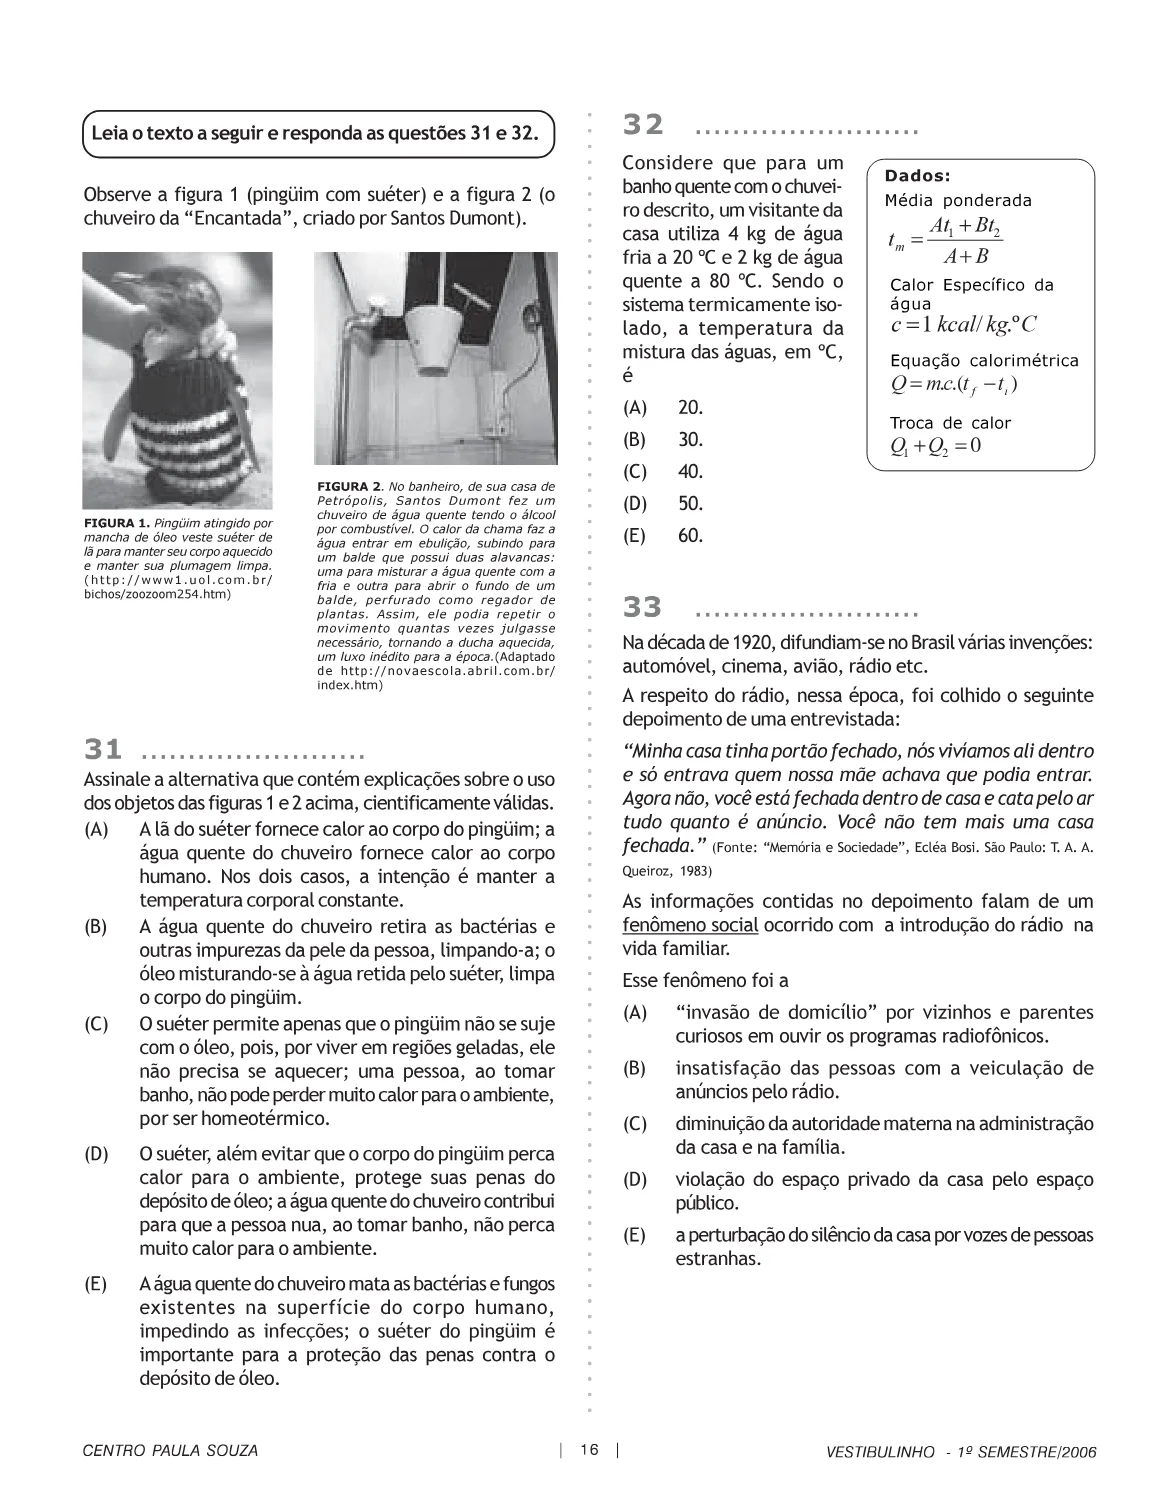 Leia o texto a seguir e responda as questões 31 e 32.
Observe a figura 1 (pingüim com suéter) e a figura 2 (o
chuveiro da “Encantada”, criado por Santos Dumont).
FIGURA 1. Pingüim atingido por
mancha de óleo veste suéter de
lã para manter seu corpo aquecido
e manter sua plumagem limpa.
(http://www1.uol.com.br/
bichos/zoozoom254.htm)
FIGURA 2. No banheiro, de sua casa de
Petrópolis, Santos Dumont fez um
chuveiro de água quente tendo o álcool
por combustível. O calor da chama faz a
água entrar em ebulição, subindo para
um balde que possui duas alavancas:
uma para misturar a água quente com a
fria e outra para abrir o fundo de um
balde, perfurado como regador de
plantas. Assim, ele podia repetir o
movimento quantas vezes julgasse
necessário, tornando a ducha aquecida,
um luxo inédito para a época.(Adaptado
de http://novaescola.abril.com.br/
index.htm)
31 ........................
Assinale a alternativa que contém explicações sobre o uso
dos objetos das figuras 1 e 2 acima, cientificamente válidas.
(A) A lã do suéter fornece calor ao corpo do pingüim; a
água quente do chuveiro fornece calor ao corpo
humano. Nos dois casos, a intenção é manter a
temperatura corporal constante.
(B) A água quente do chuveiro retira as bactérias e
outras impurezas da pele da pessoa, limpando-a; o
óleo misturando-se à água retida pelo suéter, limpa
o corpo do pingüim.
(C) O suéter permite apenas que o pingüim não se suje
com o óleo, pois, por viver em regiões geladas, ele
não precisa se aquecer; uma pessoa, ao tomar
banho, não pode perder muito calor para o ambiente,
por ser homeotérmico.
(D) O suéter, além evitar que o corpo do pingüim perca
calor para o ambiente, protege suas penas do
depósito de óleo; a água quente do chuveiro contribui
para que a pessoa nua, ao tomar banho, não perca
muito calor para o ambiente.
(E) A água quente do chuveiro mata as bactérias e fungos
existentes na superfície do corpo humano,
impedindo as infecções; o suéter do pingüim é
importante para a proteção das penas contra o
depósito de óleo.
32 ........................
Considere que para um
banho quente com o chuvei-
ro descrito, um visitante da
casa utiliza 4 kg de água
fria a 20 ºC e 2 kg de água
quente a 80 ºC. Sendo o
sistema termicamente iso-
lado, a temperatura da
mistura das águas, em ºC,
é
(A) 20.
(B) 30.
(C) 40.
(D) 50.
(E) 60.
Dados:
Média ponderada
t_m = (At_1 + Bt_2) / (A + B)
Calor Específico da
água
c = 1 kcal/kg.ºC
Equação calorimétrica
Q = m.c.(t_f − t_i)
Troca de calor
Q_1 + Q_2 = 0
33 ........................
Na década de 1920, difundiam-se no Brasil várias invenções:
automóvel, cinema, avião, rádio etc.
A respeito do rádio, nessa época, foi colhido o seguinte
depoimento de uma entrevistada:
“Minha casa tinha portão fechado, nós vivíamos ali dentro
e só entrava quem nossa mãe achava que podia entrar.
Agora não, você está fechada dentro de casa e cata pelo ar
tudo quanto é anúncio. Você não tem mais uma casa
fechada.” (Fonte: “Memória e Sociedade”, Ecléa Bosi. São Paulo: T. A. A.
Queiroz, 1983)
As informações contidas no depoimento falam de um
fenômeno social ocorrido com a introdução do rádio na
vida familiar.
Esse fenômeno foi a
(A) “invasão de domicílio” por vizinhos e parentes
curiosos em ouvir os programas radiofônicos.
(B) insatisfação das pessoas com a veiculação de
anúncios pelo rádio.
(C) diminuição da autoridade materna na administração
da casa e na família.
(D) violação do espaço privado da casa pelo espaço
público.
(E) a perturbação do silêncio da casa por vozes de pessoas
estranhas.
CENTRO PAULA SOUZA | 16 | VESTIBULINHO - 1º SEMESTRE/2006